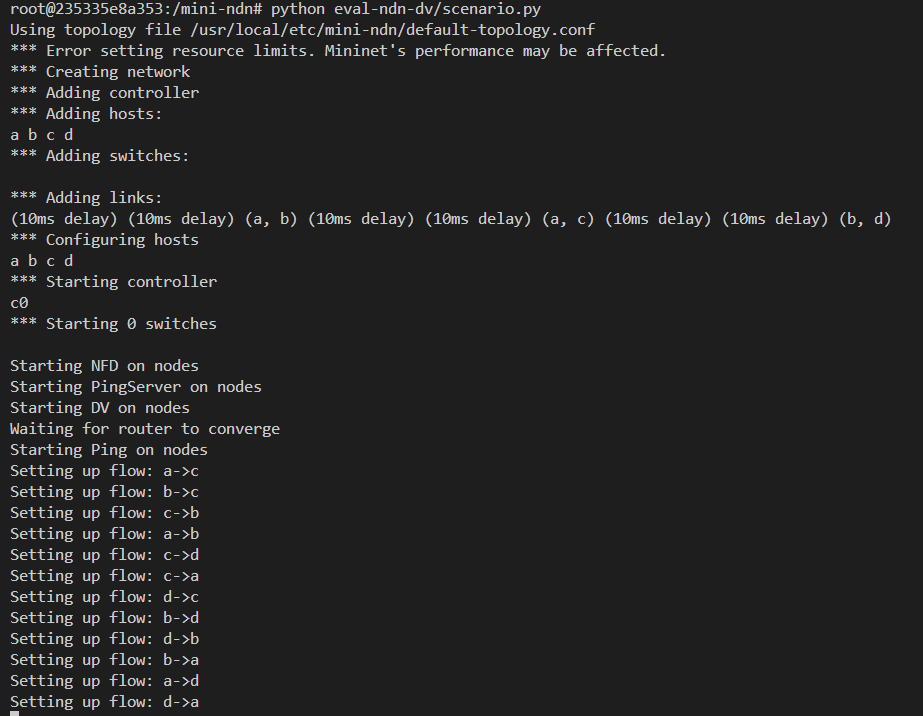 root@235335e8a353:/mini-ndn# python eval-ndn-dv/scenario.py
Using topology file /usr/local/etc/mini-ndn/default-topology.conf
*** Error setting resource limits. Mininet's performance may be affected.
*** Creating network
*** Adding controller
*** Adding hosts:
a b c d
*** Adding switches:

*** Adding links:
(10ms delay) (10ms delay) (a, b) (10ms delay) (10ms delay) (a, c) (10ms delay) (10ms delay) (b, d)
*** Configuring hosts
a b c d
*** Starting controller
c0
*** Starting 0 switches

Starting NFD on nodes
Starting PingServer on nodes
Starting DV on nodes
Waiting for router to converge
Starting Ping on nodes
Setting up flow: a->c
Setting up flow: b->c
Setting up flow: c->b
Setting up flow: a->b
Setting up flow: c->d
Setting up flow: c->a
Setting up flow: d->c
Setting up flow: b->d
Setting up flow: d->b
Setting up flow: b->a
Setting up flow: a->d
Setting up flow: d->a